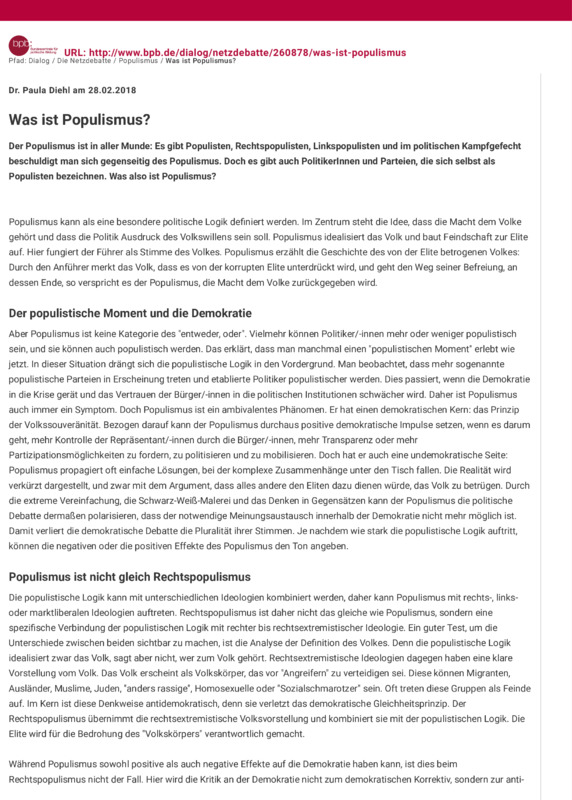 bpb:
Bundeszentrale für
politische Bildung
URL: http://www.bpb.de/dialog/netzdebatte/260878/was-ist-populismus
Pfad: Dialog / Die Netzdebatte / Populismus / Was ist Populismus?
Dr. Paula Diehl am 28.02.2018
Was ist Populismus?
Der Populismus ist in aller Munde: Es gibt Populisten, Rechtspopulisten, Linkspopulisten und im politischen Kampfgefecht
beschuldigt man sich gegenseitig des Populismus. Doch es gibt auch PolitikerInnen und Parteien, die sich selbst als
Populisten bezeichnen. Was also ist Populismus?
Populismus kann als eine besondere politische Logik definiert werden. Im Zentrum steht die Idee, dass die Macht dem Volke
gehört und dass die Politik Ausdruck des Volkswillens sein soll. Populismus idealisiert das Volk und baut Feindschaft zur Elite
auf. Hier fungiert der Führer als Stimme des Volkes. Populismus erzählt die Geschichte des von der Elite betrogenen Volkes:
Durch den Anführer merkt das Volk, dass es von der korrupten Elite unterdrückt wird, und geht den Weg seiner Befreiung, an
dessen Ende, so verspricht es der Populismus, die Macht dem Volke zurückgegeben wird.
Der populistische Moment und die Demokratie
Aber Populismus ist keine Kategorie des "entweder, oder". Vielmehr können Politiker/-innen mehr oder weniger populistisch
sein, und sie können auch populistisch werden. Das erklärt, dass man manchmal einen "populistischen Moment" erlebt wie
jetzt. In dieser Situation drängt sich die populistische Logik in den Vordergrund. Man beobachtet, dass mehr sogenannte
populistische Parteien in Erscheinung treten und etablierte Politiker populistischer werden. Dies passiert, wenn die Demokratie
in die Krise gerät und das Vertrauen der Bürger/-innen in die politischen Institutionen schwächer wird. Daher ist Populismus
auch immer ein Symptom. Doch Populismus ist ein ambivalentes Phänomen. Er hat einen demokratischen Kern: das Prinzip
der Volkssouveränität. Bezogen darauf kann der Populismus durchaus positive demokratische Impulse setzen, wenn es darum
geht, mehr Kontrolle der Repräsentant/-innen durch die Bürger/-innen, mehr Transparenz oder mehr
Partizipationsmöglichkeiten zu fordern, zu politisieren und zu mobilisieren. Doch hat er auch eine undemokratische Seite:
Populismus propagiert oft einfache Lösungen, bei der komplexe Zusammenhänge unter den Tisch fallen. Die Realität wird
verkürzt dargestellt, und zwar mit dem Argument, dass alles andere den Eliten dazu dienen würde, das Volk zu betrügen. Durch
die extreme Vereinfachung, die Schwarz-Weiß-Malerei und das Denken in Gegensätzen kann der Populismus die politische
Debatte dermaßen polarisieren, dass der notwendige Meinungsaustausch innerhalb der Demokratie nicht mehr möglich ist.
Damit verliert die demokratische Debatte die Pluralität ihrer Stimmen. Je nachdem wie stark die populistische Logik auftritt,
können die negativen oder die positiven Effekte des Populismus den Ton angeben.
Populismus ist nicht gleich Rechtspopulismus
Die populistische Logik kann mit unterschiedlichen Ideologien kombiniert werden, daher kann Populismus mit rechts-, links-
oder marktliberalen Ideologien auftreten. Rechtspopulismus ist daher nicht das gleiche wie Populismus, sondern eine
spezifische Verbindung der populistischen Logik mit rechter bis rechtsextremistischer Ideologie. Ein guter Test, um die
Unterschiede zwischen beiden sichtbar zu machen, ist die Analyse der Definition des Volkes. Denn die populistische Logik
idealisiert zwar das Volk, sagt aber nicht, wer zum Volk gehört. Rechtsextremistische Ideologien dagegen haben eine klare
Vorstellung vom Volk. Das Volk erscheint als Volkskörper, das vor "Angreifern" zu verteidigen sei. Diese können Migranten,
Ausländer, Muslime, Juden, "anders rassige", Homosexuelle oder "Sozialschmarotzer" sein. Oft treten diese Gruppen als Feinde
auf. Im Kern ist diese Denkweise antidemokratisch, denn sie verletzt das demokratische Gleichheitsprinzip. Der
Rechtspopulismus übernimmt die rechtsextremistische Volksvorstellung und kombiniert sie mit der populistischen Logik. Die
Elite wird für die Bedrohung des "Volkskörpers" verantwortlich gemacht.
Während Populismus sowohl positive als auch negative Effekte auf die Demokratie haben kann, ist dies beim
Rechtspopulismus nicht der Fall. Hier wird die Kritik an der Demokratie nicht zum demokratischen Korrektiv, sondern zur anti-